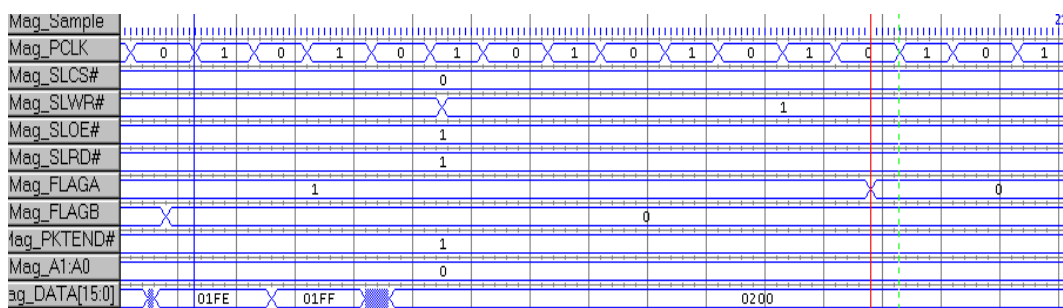 Mag_Sample 2
Mag_PCLK 0 1 0 1 0 1 0 1 0 1 0 1 0 1 0 1
Mag_SLCS# 0
Mag_SLWR# 1
Mag_SLOE# 1
Mag_SLRD# 1
Mag_FLAGA 1 0
Mag_FLAGB 0
Mag_PKTEND# 1
Mag_A1:A0 0
ag_DATA[15:0] 01FE 01FF 0200